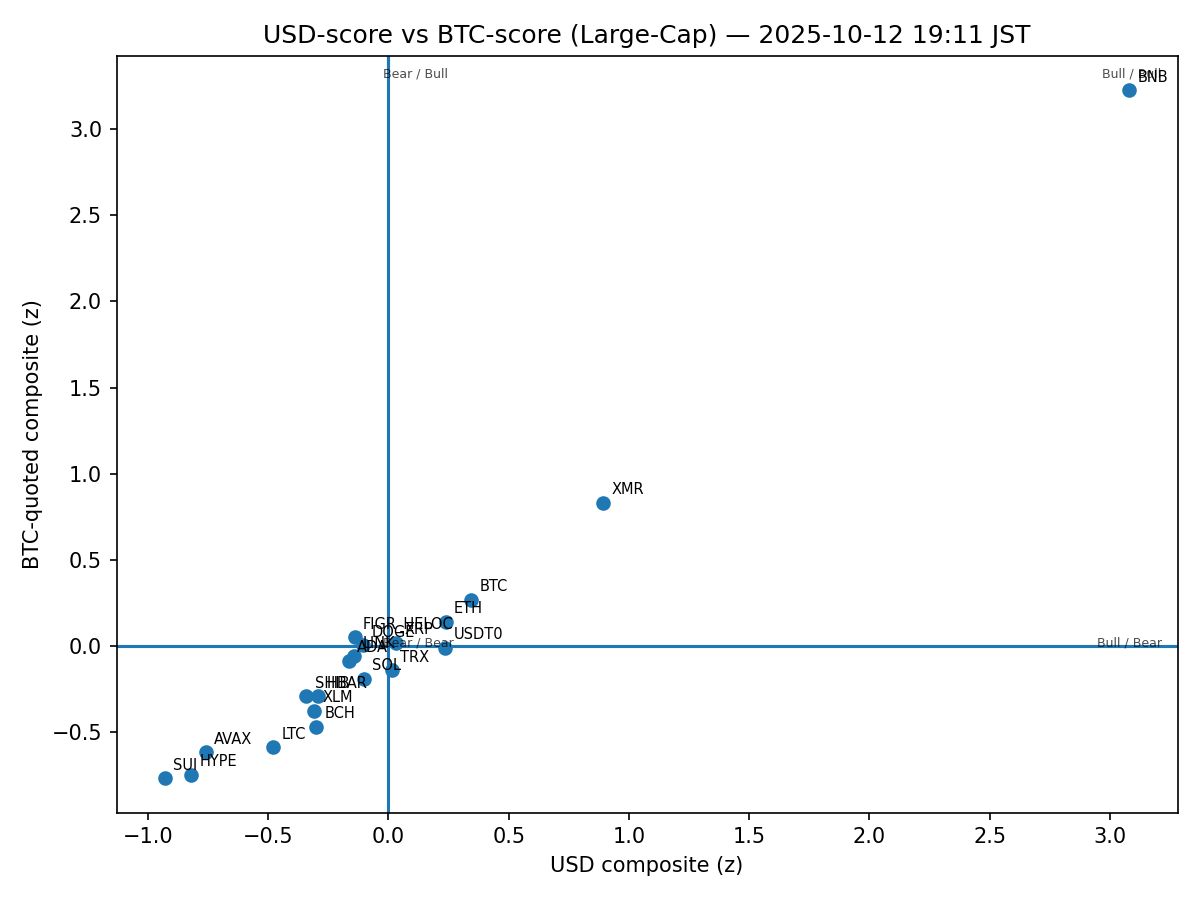 USD-score vs BTC-score (Large-Cap) — 2025-10-12 19:11 JST
Bear / Bull
Bull / Bull
BNB
3.0
2.5
2.0
1.5
1.0
0.5
0.0
−0.5
BTC-quoted composite (z)
XMR
BTC
ETH
FIGR_HELOC
XRP
DOGE
USDT0
LINK
Bear / Bear
Bull / Bear
ADA
TRX
SOL
SHIB
HBAR
XLM
BCH
LTC
AVAX
HYPE
SUI
−1.0
−0.5
0.0
0.5
1.0
1.5
2.0
2.5
3.0
USD composite (z)